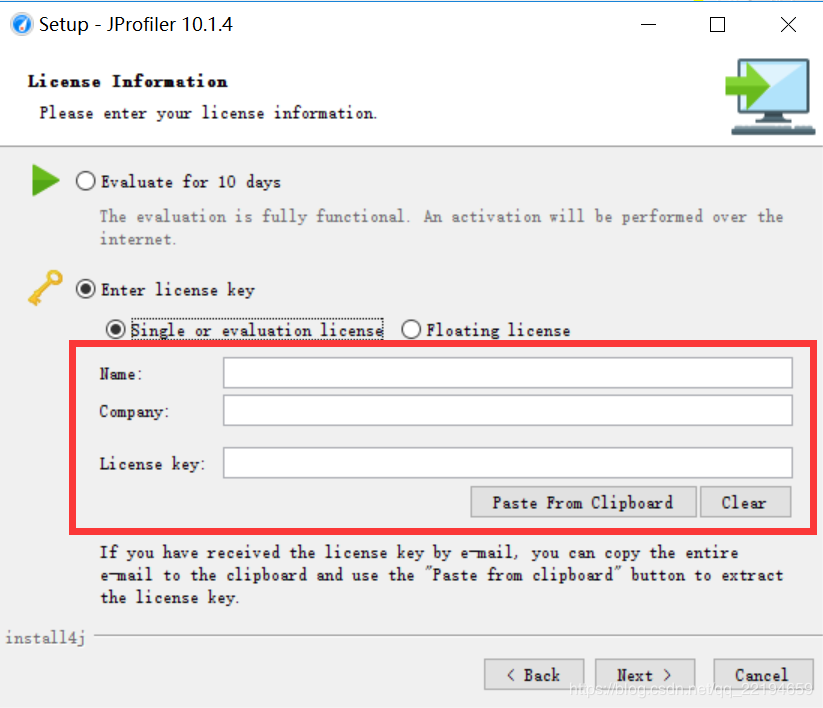 Setup - JProfiler 10.1.4
License Information
Please enter your license information.
Evaluate for 10 days
The evaluation is fully functional. An activation will be performed over the
internet.
Enter license key
Single or evaluation license Floating license
Name:
Company:
License key:
Paste From Clipboard Clear
If you have received the license key by e-mail, you can copy the entire
e-mail to the clipboard and use the "Paste from clipboard" button to extract
the license key.
install4j
< Back Next > Cancel
https://blog.csdn.net/qq_22194659